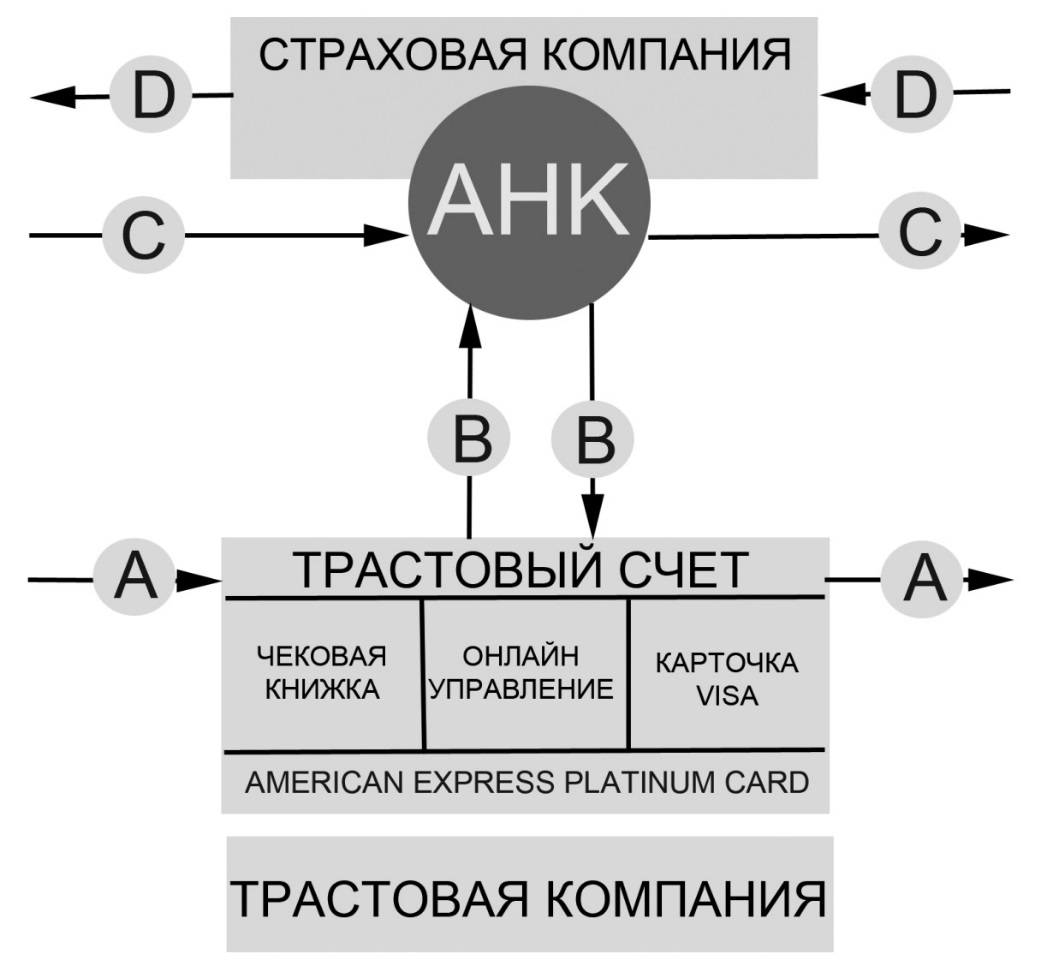 СТРАХОВАЯ КОМПАНИЯ
D
D
АНК
C
C
B
B
A
ТРАСТОВЫЙ СЧЕТ
A
ЧЕКОВАЯ
КНИЖКА
ОНЛАЙН
УПРАВЛЕНИЕ
КАРТОЧКА
VISA
AMERICAN EXPRESS PLATINUM CARD
ТРАСТОВАЯ КОМПАНИЯ